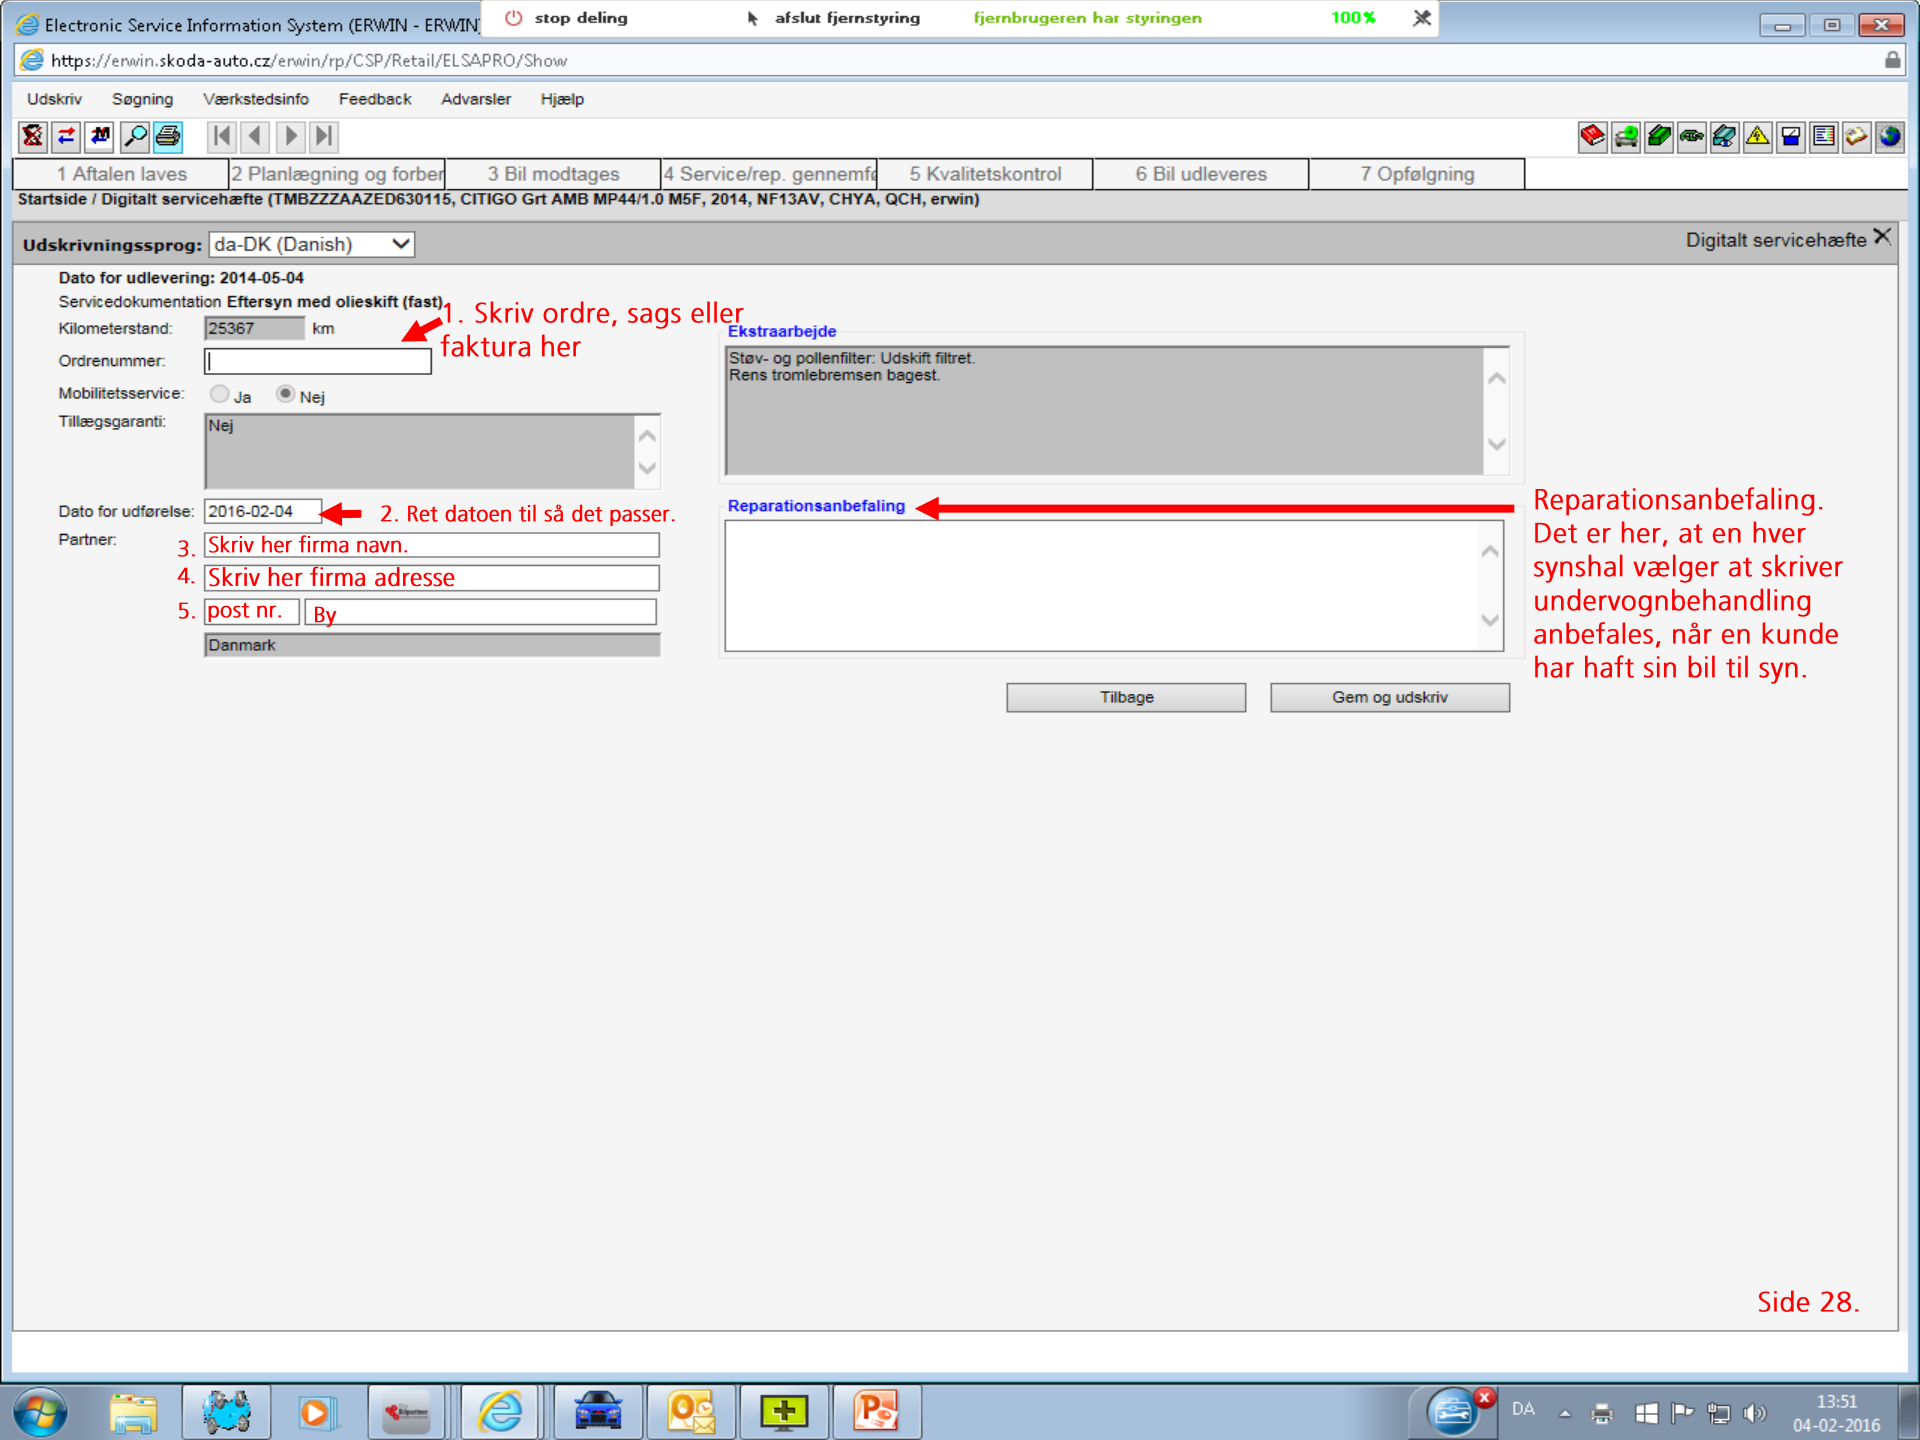 Electronic Service Information System (ERWIN - ERWIN)
stop deling
afslut fjernstyring
fjernbrugeren har styringen
100%
https://erwin.skoda-auto.cz/erwin/rp/CSP/Retail/ELSAPRO/Show
Udskriv Søgning Værkstedsinfo Feedback Advarsler Hjælp
1 Aftalen laves
2 Planlægning og forber
3 Bil modtages
4 Service/rep. gennemfø
5 Kvalitetskontrol
6 Bil udleveres
7 Opfølgning
Startside / Digitalt servicehæfte (TMBZZZAAZED630115, CITIGO Grt AMB MP44/1.0 M5F, 2014, NF13AV, CHYA, QCH, erwin)
Udskrivningssprog: da-DK (Danish)
Digitalt servicehæfte
Dato for udlevering: 2014-05-04
Servicedokumentation Eftersyn med olieskift (fast)
Kilometerstand: 25367 km
1. Skriv ordre, sags eller
faktura her
Ordrenummer:
Mobilitetsservice: Ja Nej
Tillægsgaranti: Nej
Dato for udførelse: 2016-02-04
2. Ret datoen til så det passer.
Partner:
3. Skriv her firma navn.
4. Skriv her firma adresse
5. post nr. By
Danmark
Ekstraarbejde
Støv- og pollenfilter: Udskift filtret.
Rens tromlebremsen bagest.
Reparationsanbefaling
Reparationsanbefaling.
Det er her, at en hver
synshal vælger at skriver
undervognbehandling
anbefales, når en kunde
har haft sin bil til syn.
Tilbage
Gem og udskriv
Side 28.
Bilpartner
DA
13:51
04-02-2016